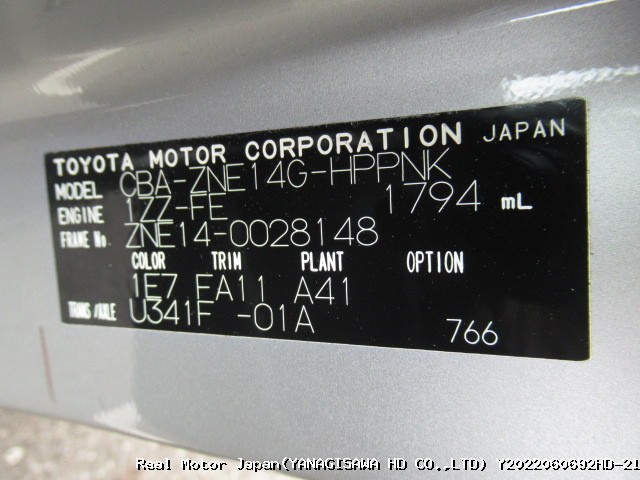 TOYOTA MOTOR CORPORATION JAPAN
MODEL CBA-ZNE14G-HPPNK
ENGINE 1ZZ-FE 1794 mL
FRAME No. ZNE14-0028148
COLOR TRIM PLANT OPTION
1E7 FA11 A41
TRANS/AXLE U341F -01A
766
Real Motor Japan(YANAGISAWA HD CO.,LTD) Y2022060692HD-21